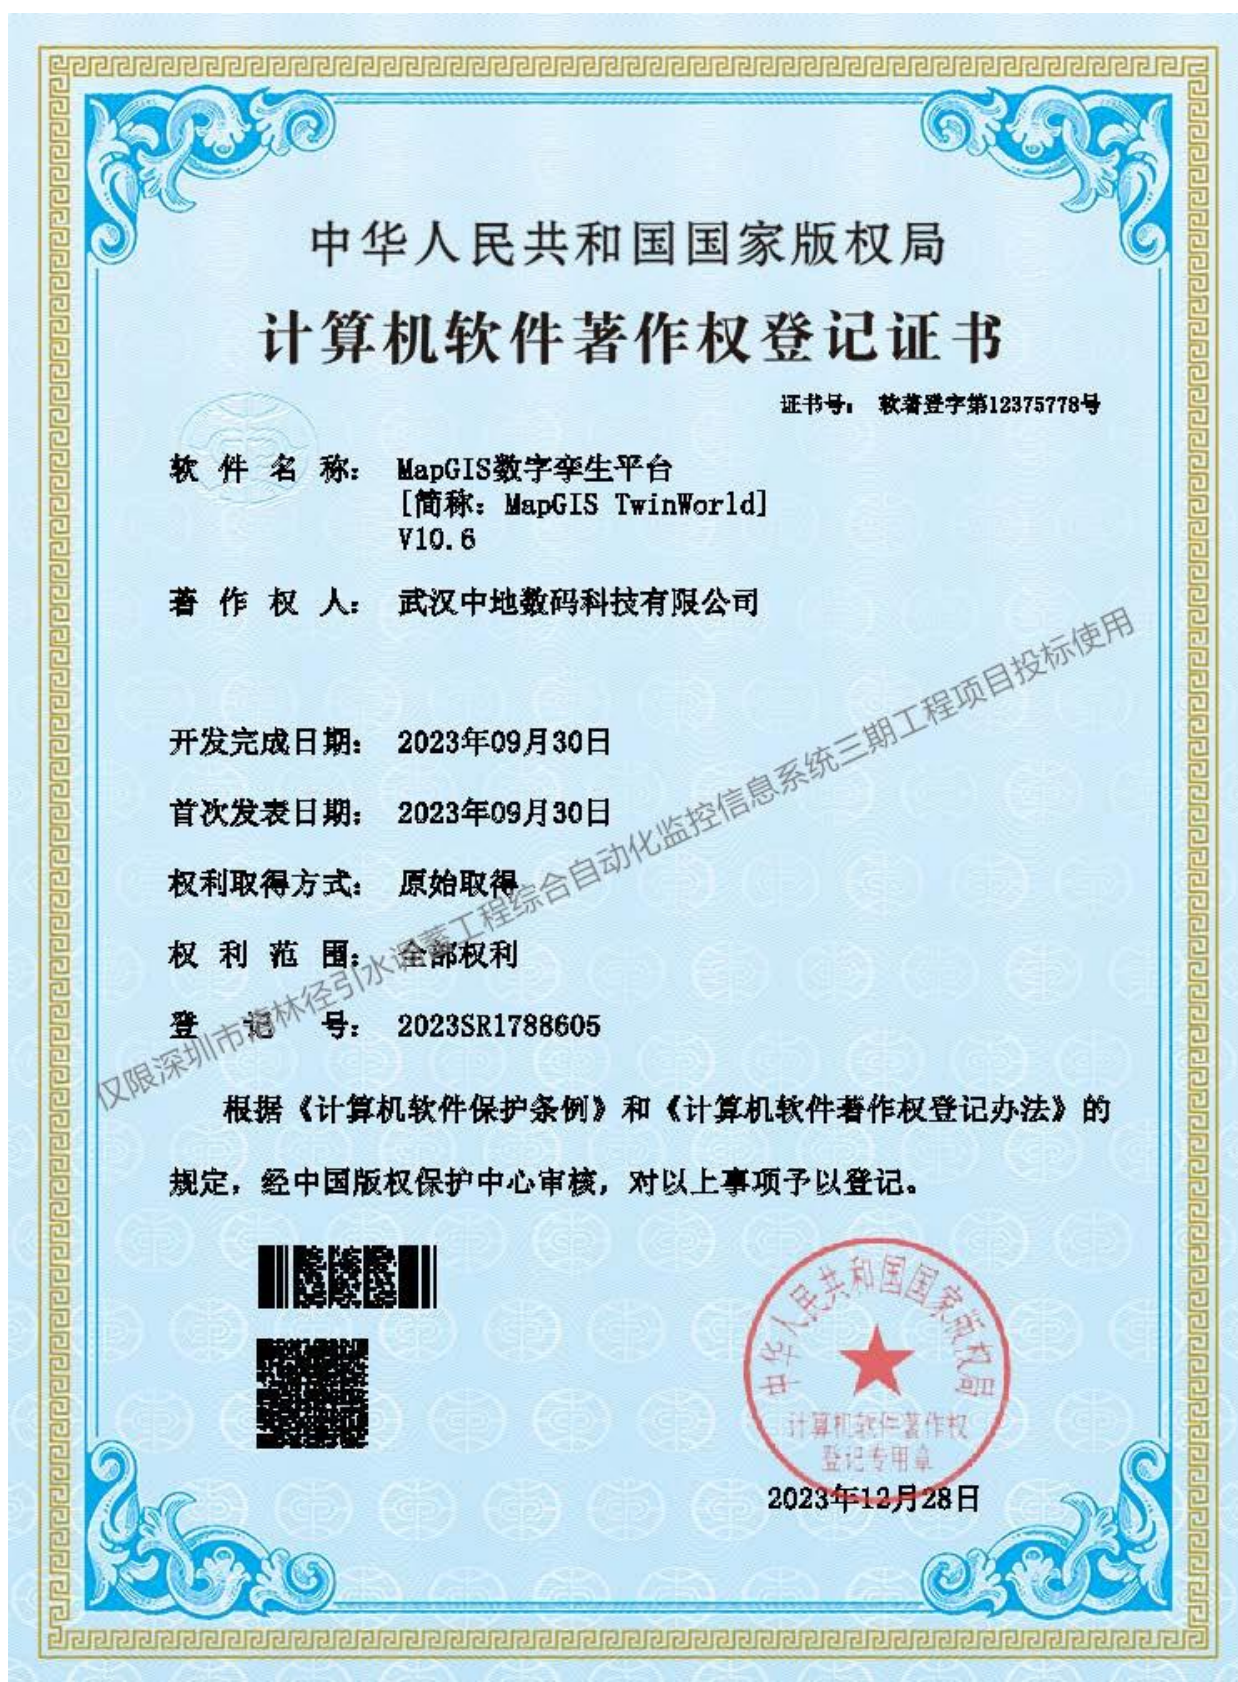 中华人民共和国国家版权局
计算机软件著作权登记证书
证书号： 软著登字第12375778号
软件名称： MapGIS数字孪生平台
[简称：MapGIS TwinWorld]
V10.6
著作权人： 武汉中地数码科技有限公司
开发完成日期： 2023年09月30日
首次发表日期： 2023年09月30日
权利取得方式： 原始取得
权利范围： 全部权利
登记号： 2023SR1788605
仅限深圳市清林径引水调蓄工程综合自动化监控信息系统三期工程项目投标使用
根据《计算机软件保护条例》和《计算机软件著作权登记办法》的
规定，经中国版权保护中心审核，对以上事项予以登记。
中华人民共和国国家版权局
计算机软件著作权
登记专用章
2023年12月28日